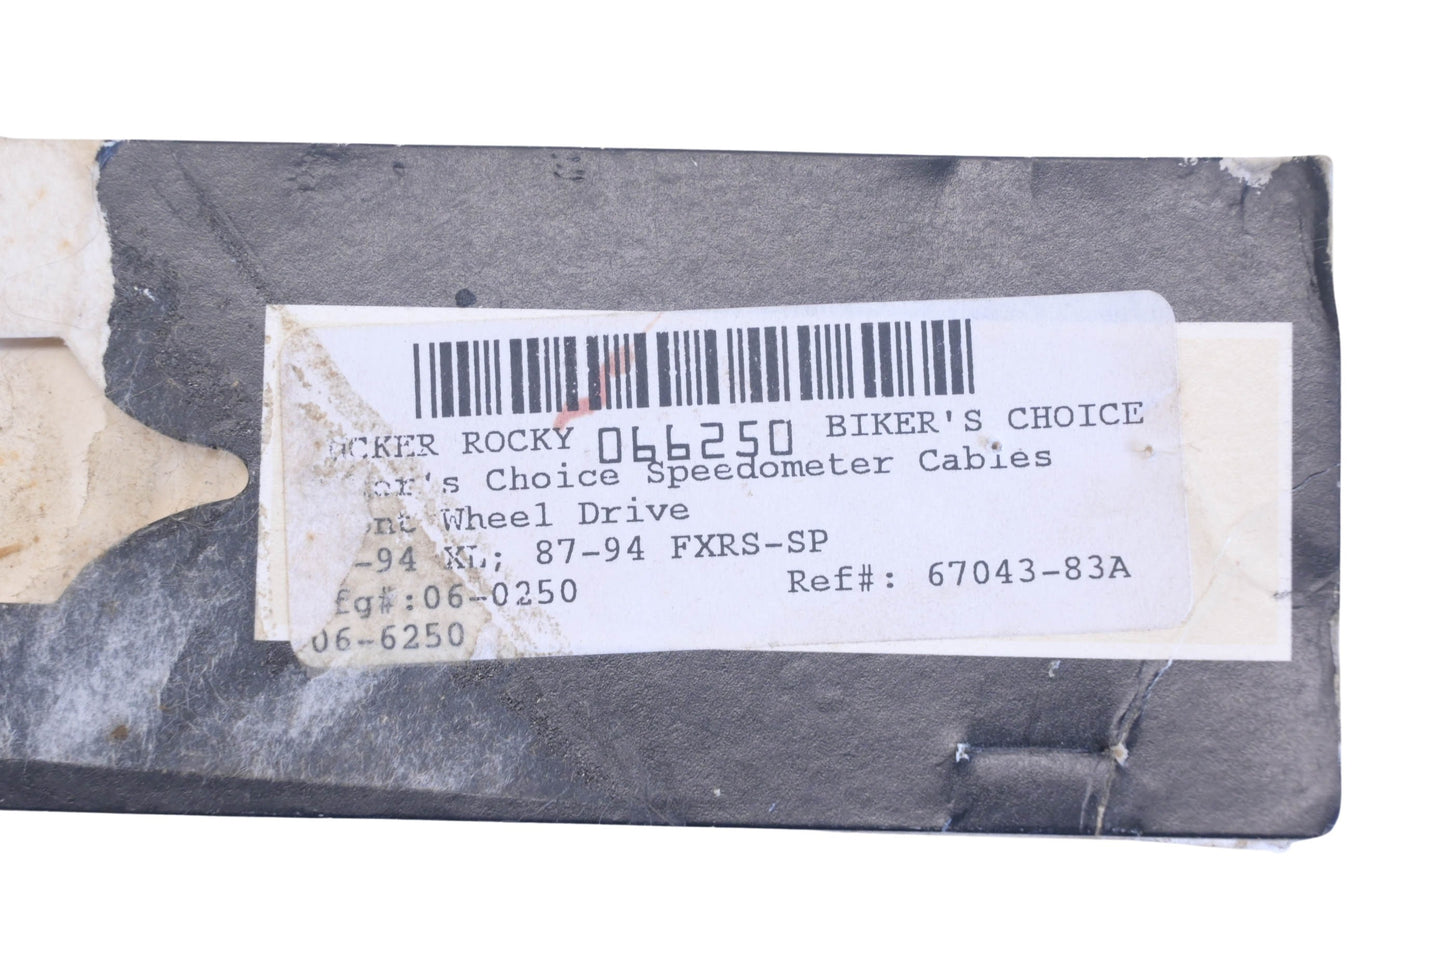 ROCKY 066250 BIKER'S CHOICE
Choice Speedometer Cables
Wheel Drive
-94 XL; 87-94 FXRS-SP
fg#:06-0250 Ref#: 67043-83A
06-6250